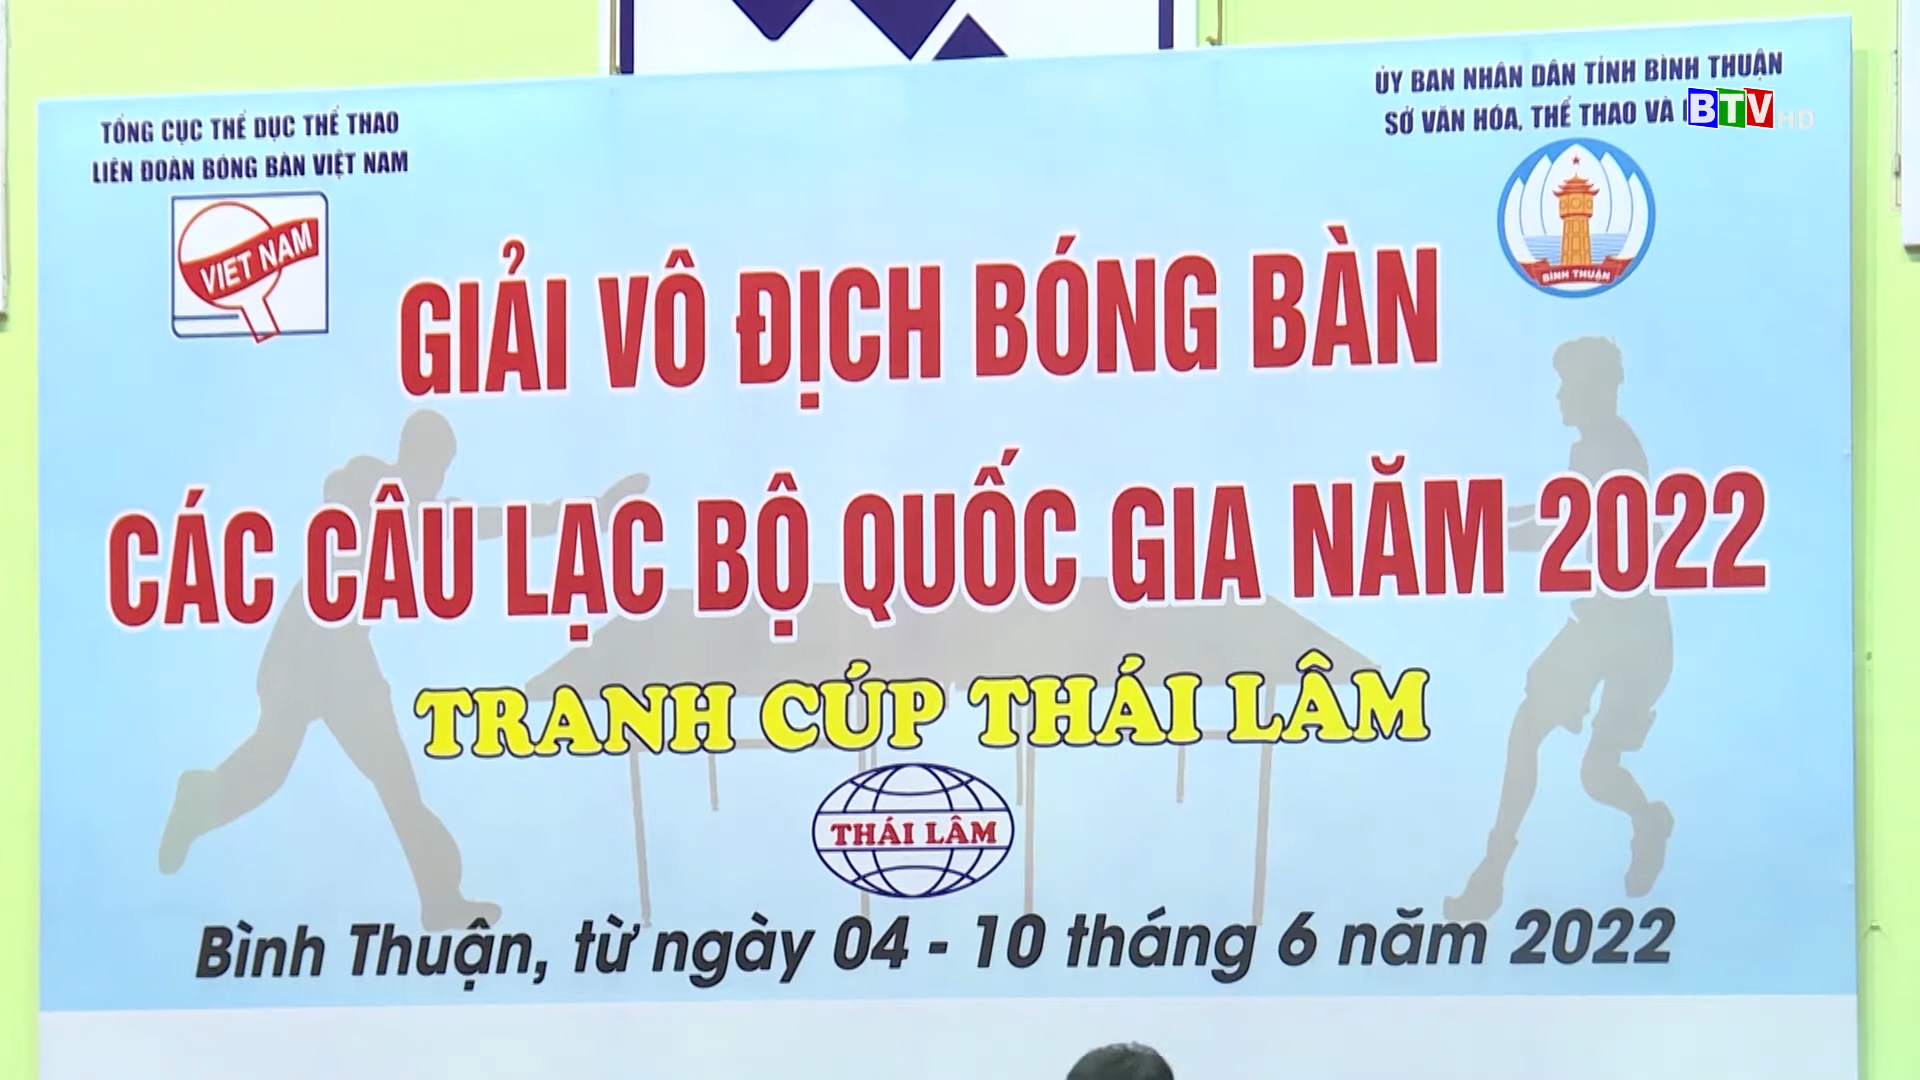 TỔNG CỤC THỂ DỤC THỂ THAO
LIÊN ĐOÀN BÓNG BÀN VIỆT NAM
VIET NAM
ỦY BAN NHÂN DÂN TỈNH BÌNH THUẬN
SỞ VĂN HÓA, THỂ THAO VÀ
BTV HD
BÌNH THUẬN
GIẢI VÔ ĐỊCH BÓNG BÀN
CÁC CÂU LẠC BỘ QUỐC GIA NĂM 2022
TRANH CÚP THÁI LÂM
THÁI LÂM
Bình Thuận, từ ngày 04 - 10 tháng 6 năm 2022